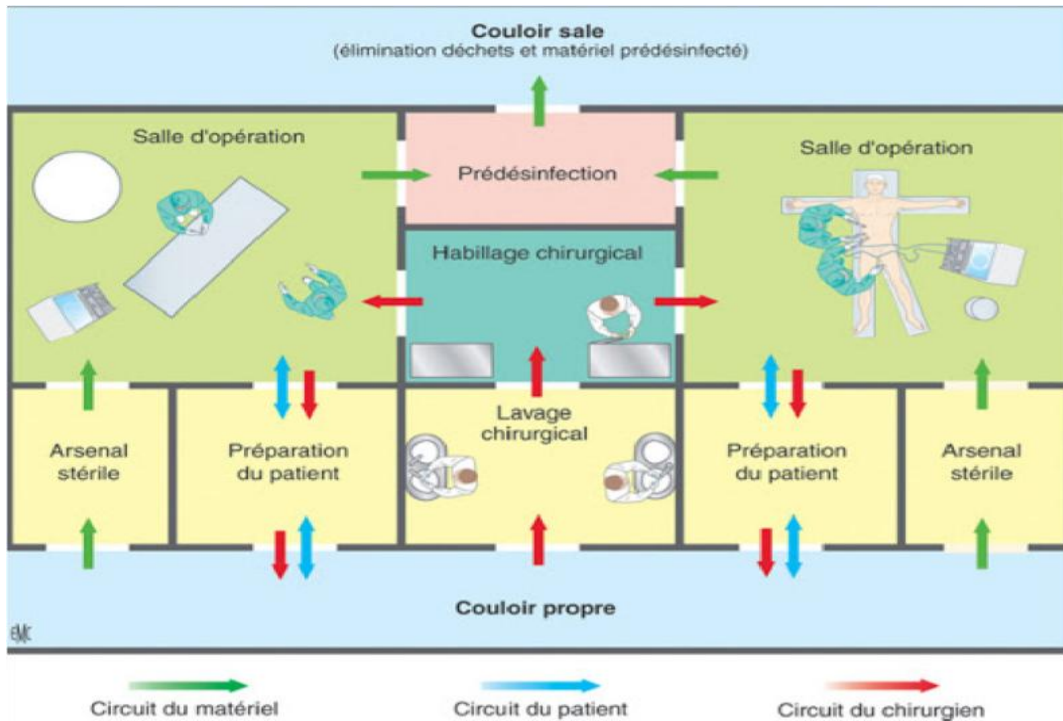 Couloir sale
(élimination déchets et matériel prédésinfecté)
Salle d'opération
Prédésinfection
Salle d'opération
Habillage chirurgical
Arsenal
stérile
Préparation
du patient
Lavage
chirurgical
Préparation
du patient
Arsenal
stérile
Couloir propre
EMC
Circuit du matériel
Circuit du patient
Circuit du chirurgien